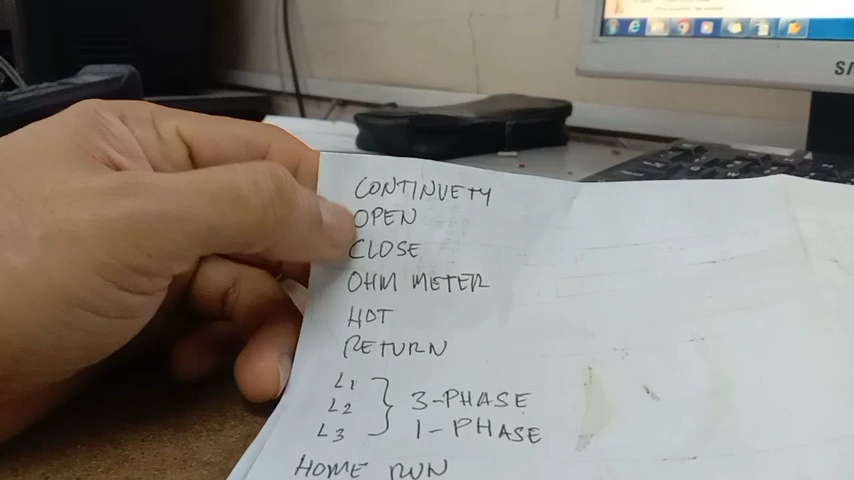 CONTINUETY
OPEN
CLOSE
OHM METER
HOT
RETURN
L1
L2
L3
3-PHASE
1-PHASE
HOME RUN